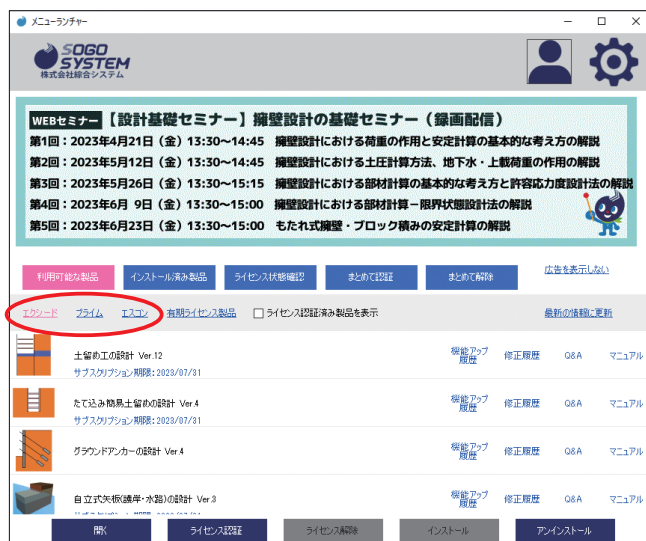 メニューランチャー
SOGO
SYSTEM
株式会社綜合システム
WEBセミナー【設計基礎セミナー】擁壁設計の基礎セミナー（録画配信）
第1回：2023年4月21日（金）13:30～14:45 擁壁設計における荷重の作用と安定計算の基本的な考え方の解説
第2回：2023年5月12日（金）13:30～14:45 擁壁設計における土圧計算方法、地下水・上載荷重の作用の解説
第3回：2023年5月26日（金）13:30～15:15 擁壁設計における部材計算の基本的な考え方と許容応力度設計法の解説
第4回：2023年6月 9日（金）13:30～15:00 擁壁設計における部材計算－限界状態設計法の解説
第5回：2023年6月23日（金）13:30～15:00 もたれ式擁壁・ブロック積みの安定計算の解説
利用可能な製品 インストール済み製品 ライセンス状態確認 まとめて認証 まとめて解除 広告を表示しない
エクシード プライム エスコン 有期ライセンス製品 ライセンス認証済み製品を表示 最新の情報に更新
土留め工の設計 Ver.12 機能アップ履歴 修正履歴 Q&A マニュアル
サブスクリプション期限：2023/07/31
たて込み簡易土留めの設計 Ver.4 機能アップ履歴 修正履歴 Q&A マニュアル
サブスクリプション期限：2023/07/31
グラウンドアンカーの設計 Ver.4 機能アップ履歴 修正履歴 Q&A マニュアル
自立式矢板(護岸・水路)の設計 Ver.3 機能アップ履歴 修正履歴 Q&A マニュアル
開く ライセンス認証 ライセンス解除 インストール アンインストール